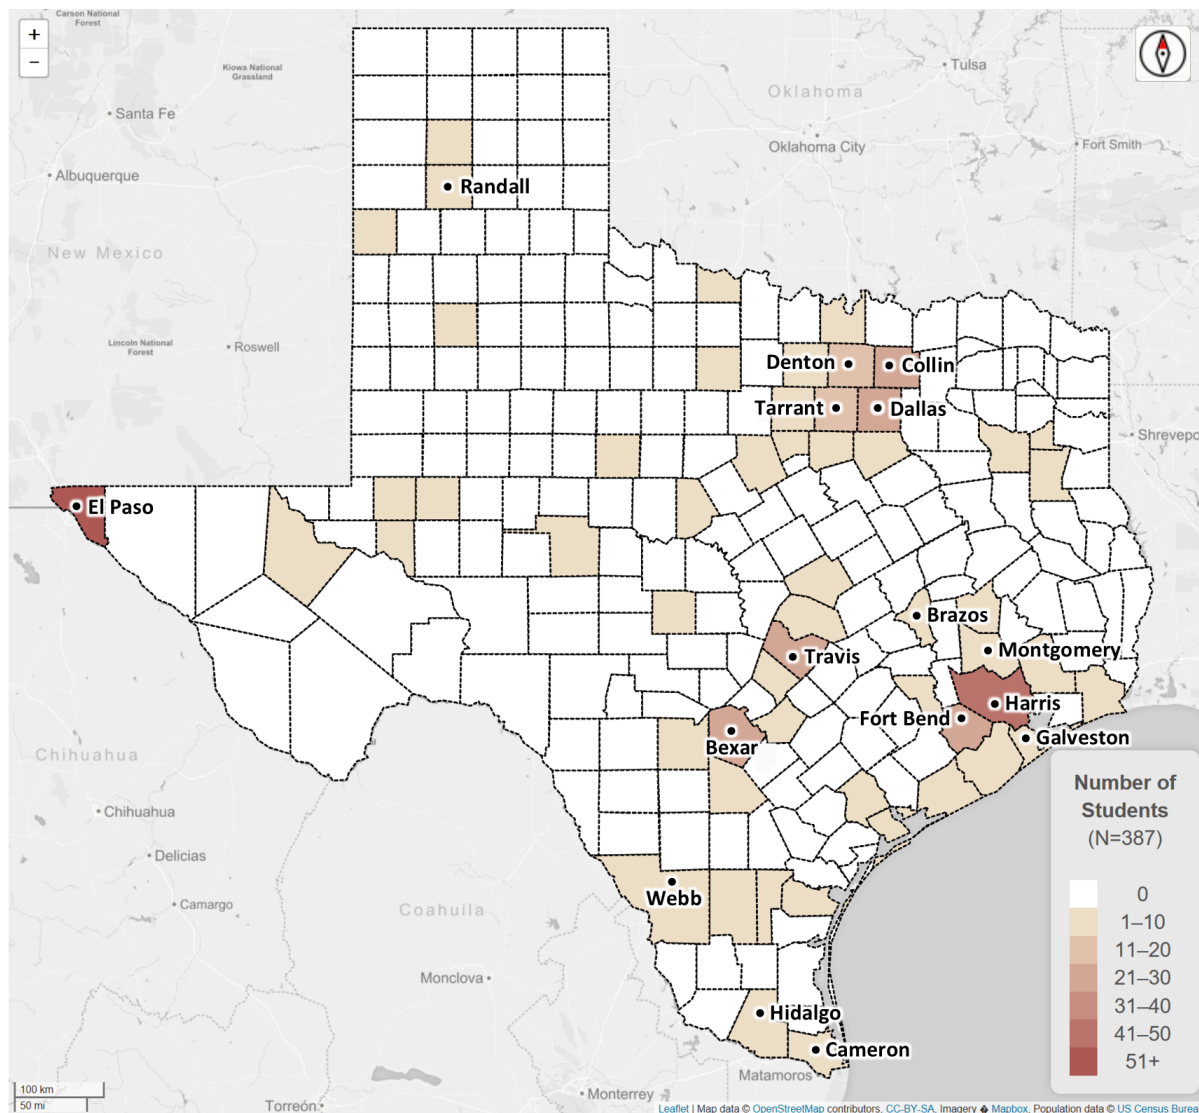 Carson National
Forest
+
−
Kiowa National
Grassland
Tulsa
Santa Fe
Oklahoma
Oklahoma City
Fort Smith
Albuquerque
Randall
New Mexico
Lincoln National
Forest
Roswell
Denton
Collin
Tarrant
Dallas
Shrevepo
El Paso
Brazos
Travis
Montgomery
Harris
Fort Bend
Bexar
Galveston
Chihuahua
Number of
Students
(N=387)
Chihuahua
Delicias
Webb
Camargo
Coahuila
0
1–10
11–20
21–30
31–40
41–50
51+
Monclova
Hidalgo
Cameron
Matamoros
100 km
50 mi
Monterrey
Torreón
Leaflet | Map data © OpenStreetMap contributors, CC-BY-SA, Imagery � Mapbox, Population data © US Census Burea